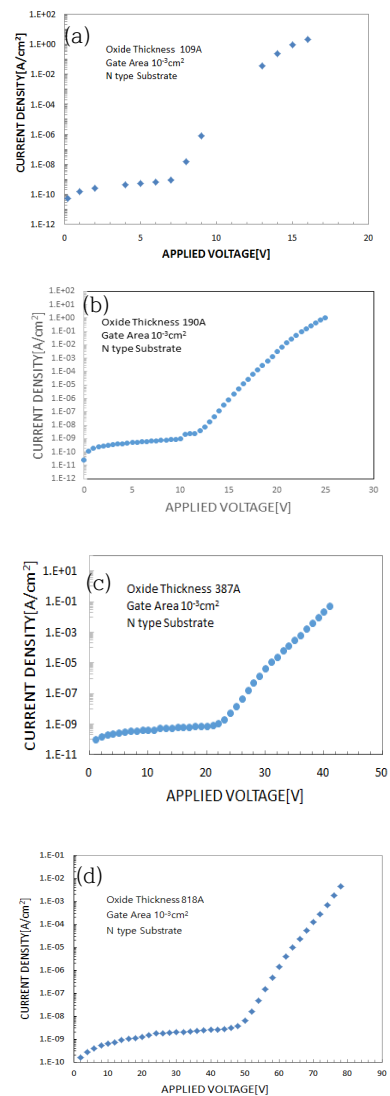 (a)
Oxide Thickness 109A
Gate Area 10⁻³cm²
N type Substrate
CURRENT DENSITY[A/cm²]
1.E+02
1.E+00
1.E-02
1.E-04
1.E-06
1.E-08
1.E-10
1.E-12
0 5 10 15 20
APPLIED VOLTAGE[V]
(b)
Oxide Thickness 190A
Gate Area 10⁻³cm²
N type Substrate
CURRENT DENSITY[A/cm²]
1.E+02
1.E+01
1.E+00
1.E-01
1.E-02
1.E-03
1.E-04
1.E-05
1.E-06
1.E-07
1.E-08
1.E-09
1.E-10
1.E-11
1.E-12
0 5 10 15 20 25 30
APPLIED VOLTAGE[V]
(c)
Oxide Thickness 387A
Gate Area 10⁻³cm²
N type Substrate
CURRENT DENSITY[A/cm²]
1.E+01
1.E-01
1.E-03
1.E-05
1.E-07
1.E-09
1.E-11
0 10 20 30 40 50
APPLIED VOLTAGE[V]
(d)
Oxide Thickness 818A
Gate Area 10⁻³cm²
N type Substrate
CURRENT DENSITY[A/cm²]
1.E-01
1.E-02
1.E-03
1.E-04
1.E-05
1.E-06
1.E-07
1.E-08
1.E-09
1.E-10
0 10 20 30 40 50 60 70 80 90
APPLIED VOLTAGE[V]